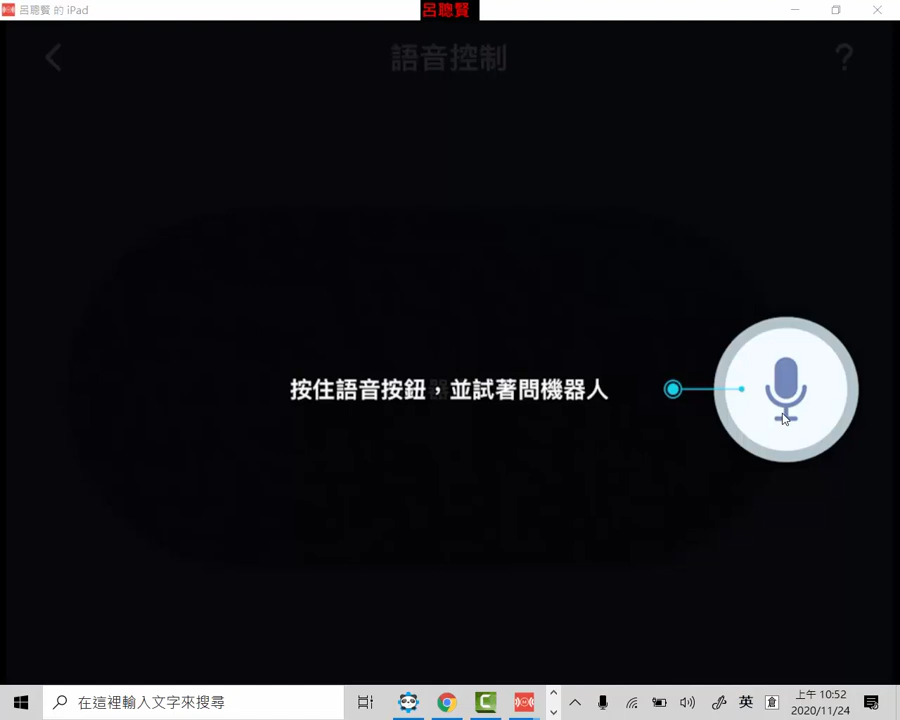 呂聰賢 的 iPad
呂聰賢
語音控制
?
按住語音按鈕，並試著問機器人
在這裡輸入文字來搜尋
英
倉
上午 10:52
2020/11/24